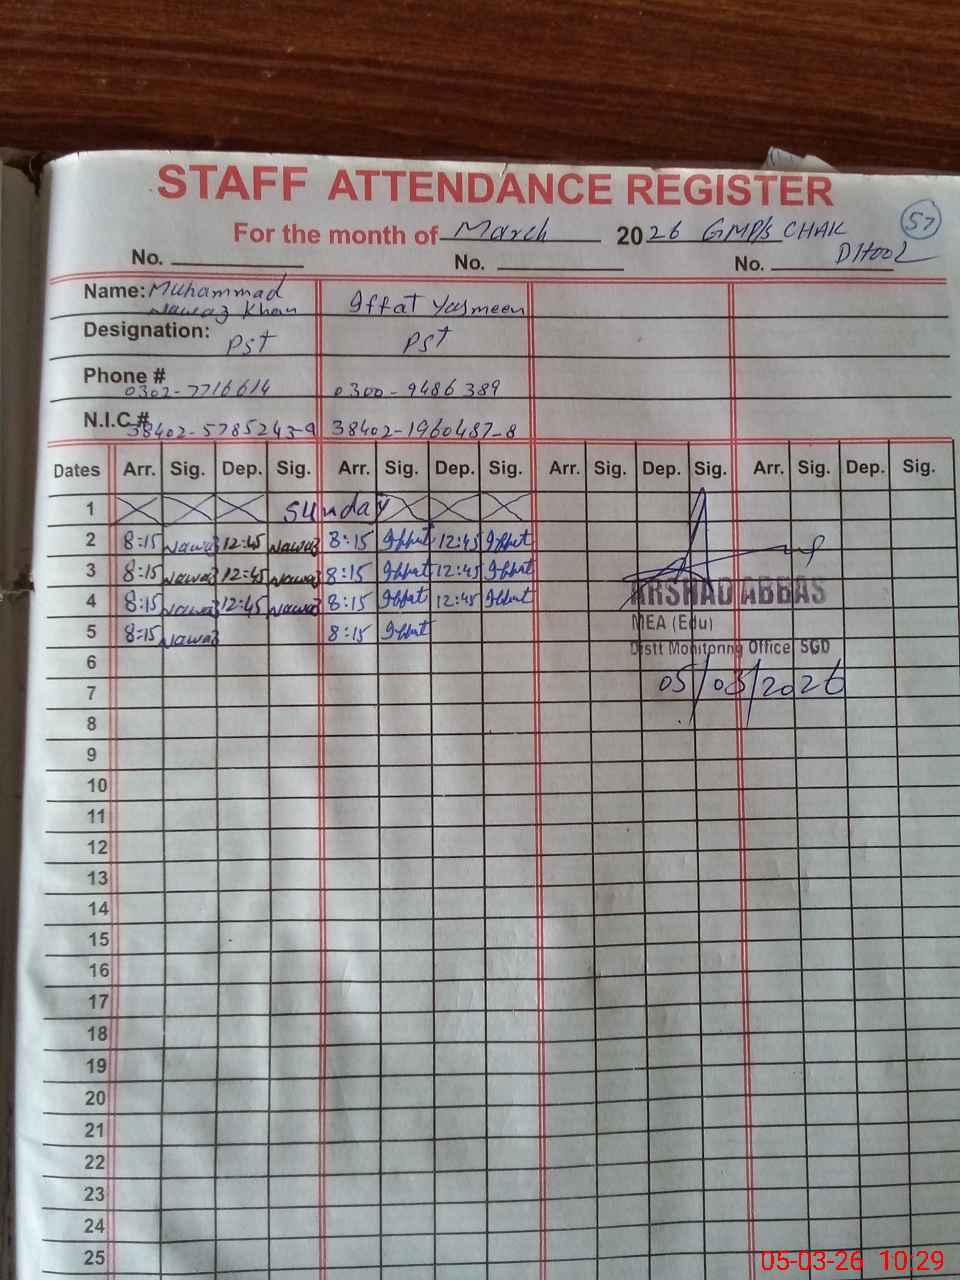 STAFF ATTENDANCE REGISTER
57
For the month of March 2026 GMP/s CHAK
DHOOL
No. No. No.
Name: Muhammad
Nawaz Khan Iffat Yasmeen
Designation: PST PST
Phone # 0302-7716614 0300-9486389
N.I.C.# 38402-5785243-9 38402-1960487-8
Dates Arr. Sig. Dep. Sig. Arr. Sig. Dep. Sig. Arr. Sig. Dep. Sig. Arr. Sig. Dep. Sig.
1 Sunday
2 8:15 Nawaz 12:45 Nawaz 8:15 Iffat 12:45 Iffat
3 8:15 Nawaz 12:45 Nawaz 8:15 Iffat 12:45 Iffat
4 8:15 Nawaz 12:45 Nawaz 8:15 Iffat 12:45 Iffat
ARSHAD ABBAS
5 8:15 Nawaz 8:15 Iffat
MEA (Edu)
Distt Monitoring Office SGD
6
05/03/2026
7
8
9
10
11
12
13
14
15
16
17
18
19
20
21
22
23
24
25
05-03-26 10:29